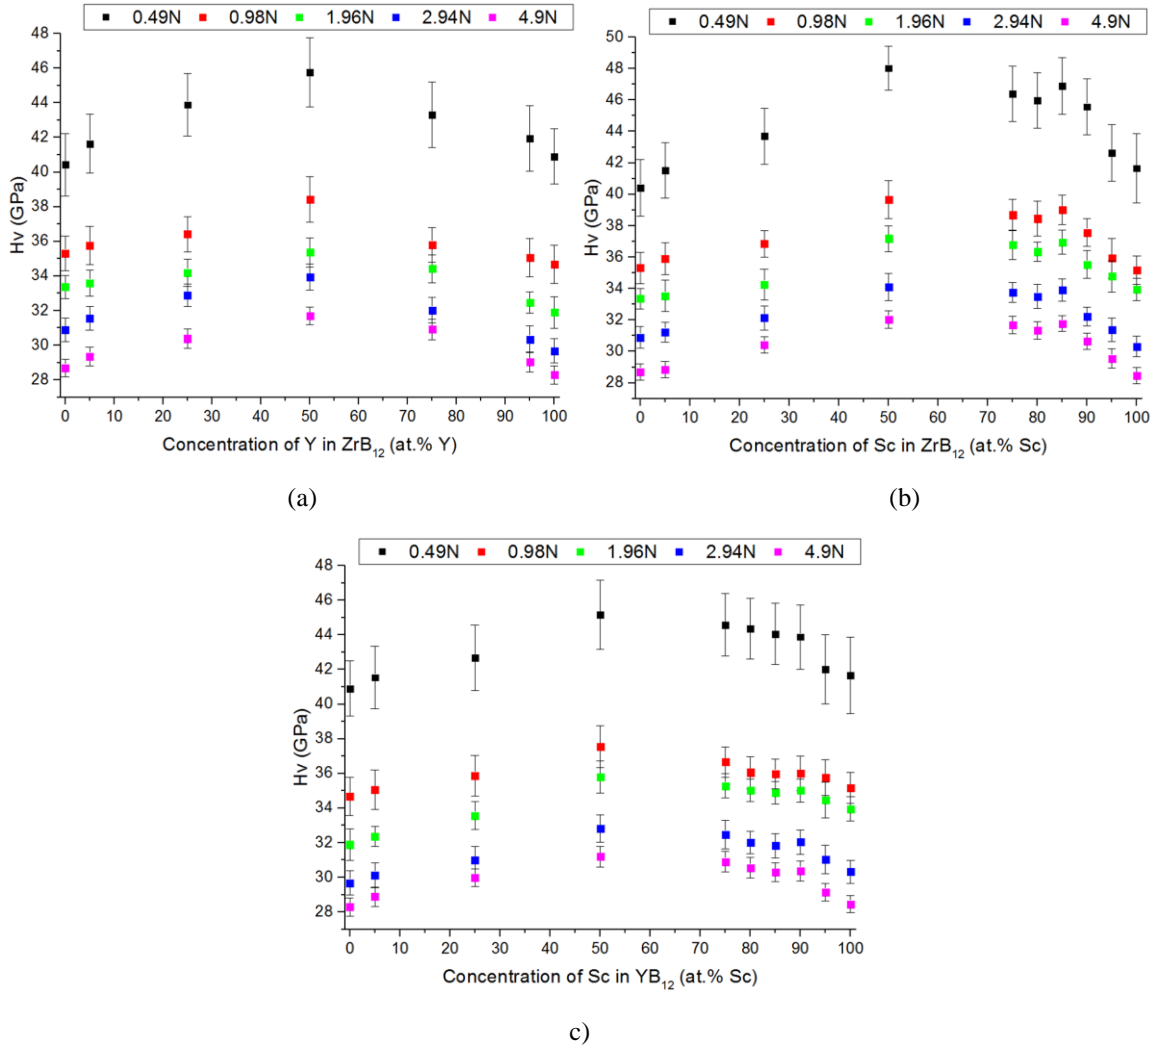 0.49N 0.98N 1.96N 2.94N 4.9N
48
46
44
42
40
38
36
34
32
30
28
Hv (GPa)
0 10 20 30 40 50 60 70 80 90 100
Concentration of Y in ZrB12 (at.% Y)
(a)
0.49N 0.98N 1.96N 2.94N 4.9N
50
48
46
44
42
40
38
36
34
32
30
28
Hv (GPa)
0 10 20 30 40 50 60 70 80 90 100
Concentration of Sc in ZrB12 (at.% Sc)
(b)
0.49N 0.98N 1.96N 2.94N 4.9N
48
46
44
42
40
38
36
34
32
30
28
Hv (GPa)
0 10 20 30 40 50 60 70 80 90 100
Concentration of Sc in YB12 (at.% Sc)
c)